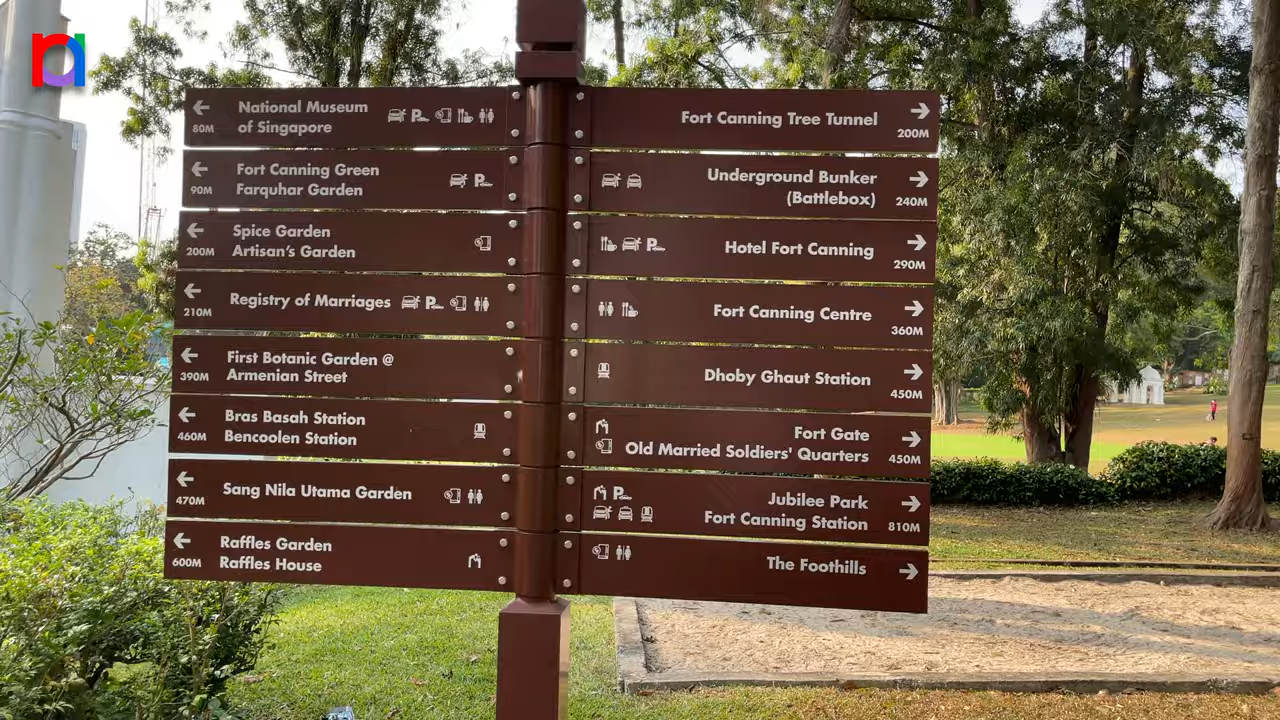 National Museum
of Singapore
80M
Fort Canning Green
Farquhar Garden
90M
Spice Garden
Artisan's Garden
200M
Registry of Marriages
210M
First Botanic Garden @
Armenian Street
390M
Bras Basah Station
Bencoolen Station
460M
Sang Nila Utama Garden
470M
Raffles Garden
Raffles House
600M
Fort Canning Tree Tunnel
200M
Underground Bunker
(Battlebox)
240M
Hotel Fort Canning
290M
Fort Canning Centre
360M
Dhoby Ghaut Station
450M
Fort Gate
Old Married Soldiers' Quarters
450M
Jubilee Park
Fort Canning Station
810M
The Foothills